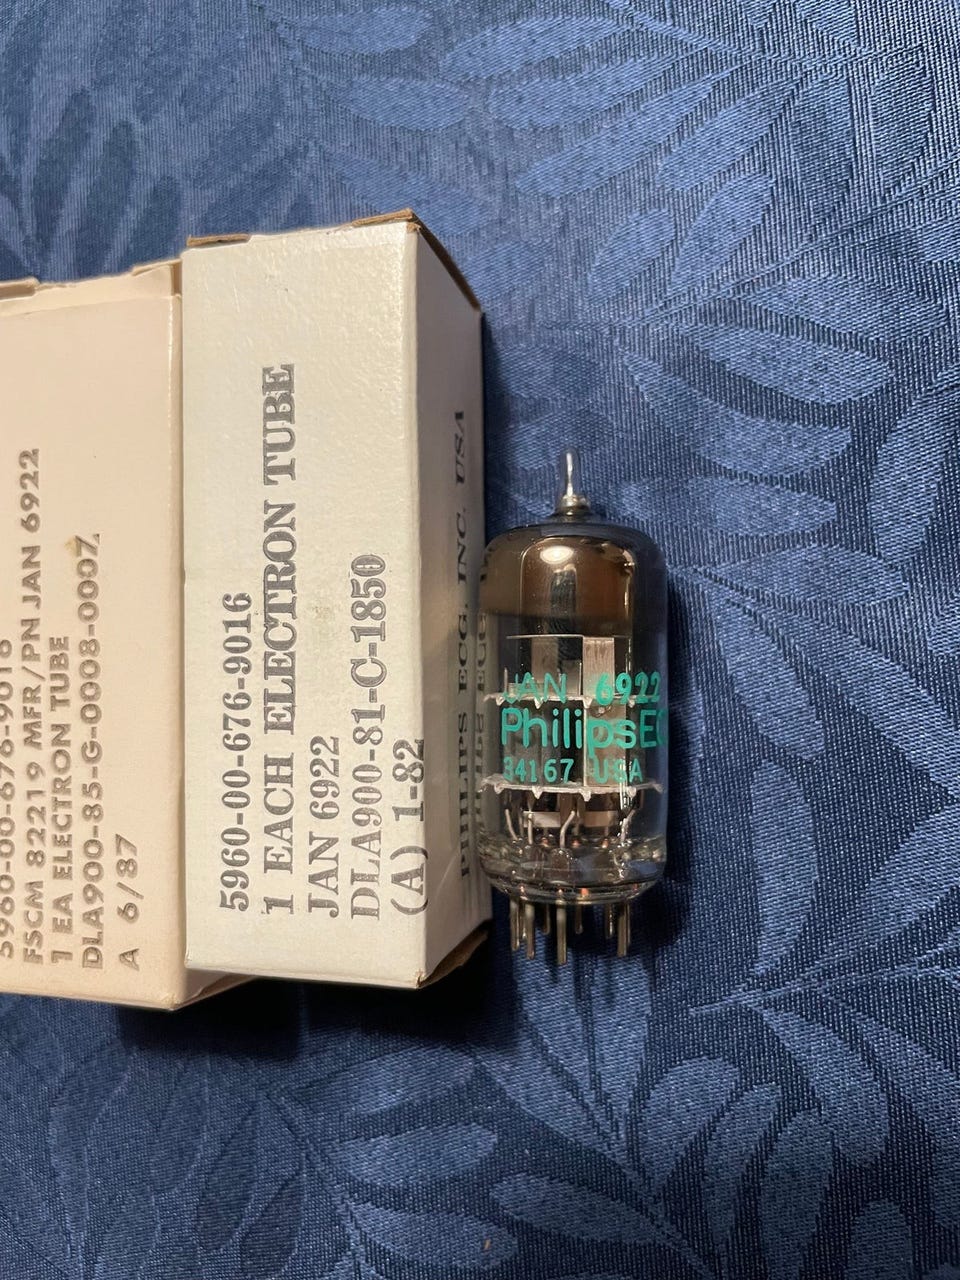 FSCM 82219 MFR/PN JAN 6922
1 EA ELECTRON TUBE
DLA900-85-G-0008-0007
A 6/87
5960-00-676-9016
1 EACH ELECTRON TUBE
JAN 6922
DLA900-81-C-1850
(A) 1-82
PHILIPS ECG, INC. USA
JAN 6922
PhilipsEC
34167 USA